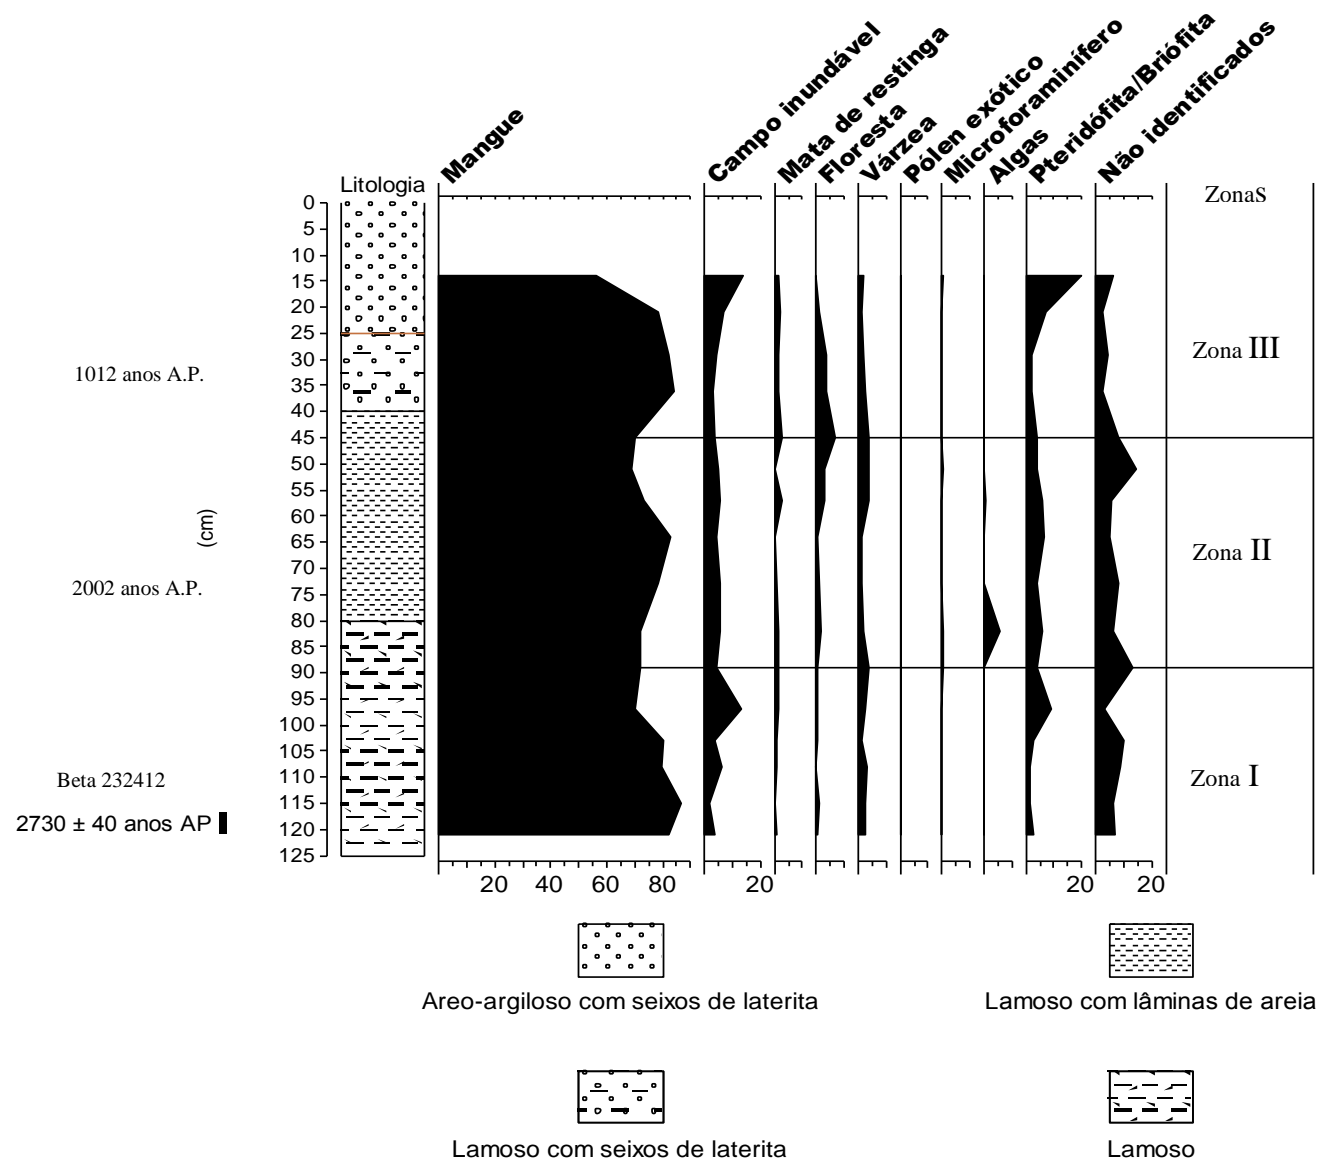 Mangue
Campo inundável
Mata de restinga
Floresta
Várzea
Pólen exótico
Microforaminífero
Algas
Pteridófita/Briófita
Não identificados
Litologia
ZonaS
0
5
10
15
20
25
30
35
40
45
50
55
60
65
70
75
80
85
90
95
100
105
110
115
120
125
(cm)
1012 anos A.P.
2002 anos A.P.
Beta 232412
2730 ± 40 anos AP
Zona III
Zona II
Zona I
20 40 60 80 20 20 20
Areo-argiloso com seixos de laterita
Lamoso com lâminas de areia
Lamoso com seixos de laterita
Lamoso